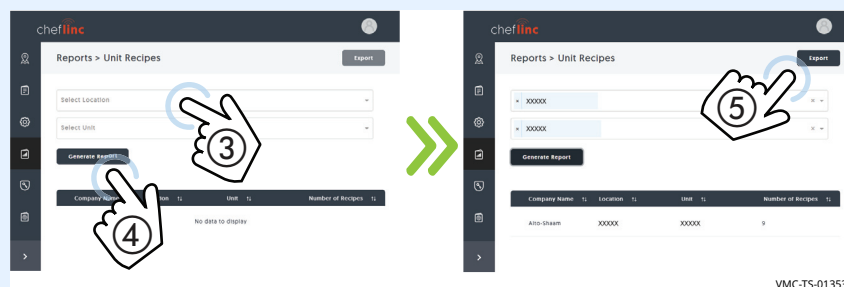 cheflinc
Reports > Unit Recipes
Export
Select Location
Select Unit
3
Generate Report
4
Company Name
Unit
Number of Recipes
No data to display
cheflinc
Reports > Unit Recipes
Export
× XXXXX
× XXXXX
5
Generate Report
Company Name Location Unit Number of Recipes
Alto-Shaam XXXXX XXXXX 9
VMC-TS-01353